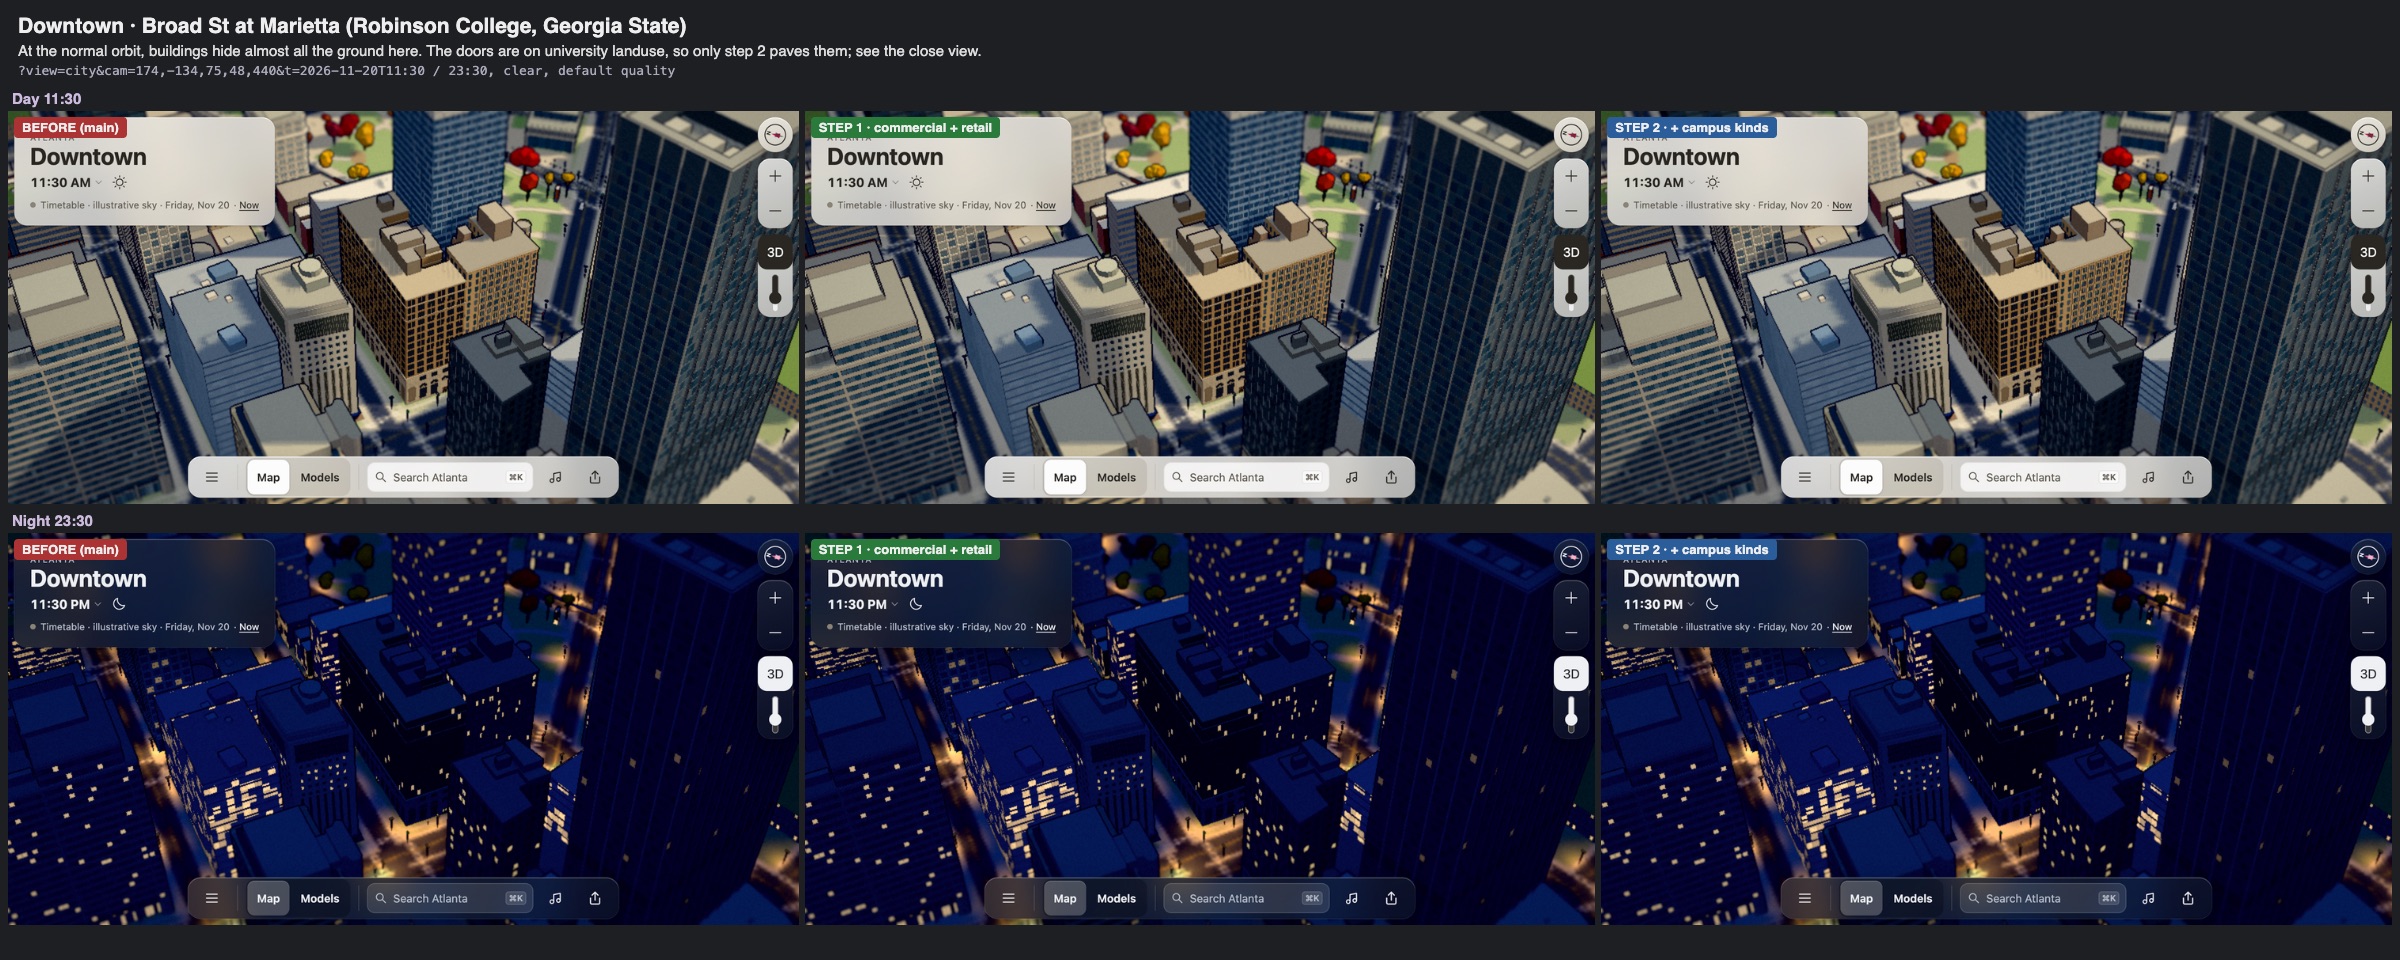 Downtown · Broad St at Marietta (Robinson College, Georgia State)
At the normal orbit, buildings hide almost all the ground here. The doors are on university landuse, so only step 2 paves them; see the close view.
?view=city&cam=174,-134,75,48,440&t=2026-11-20T11:30 / 23:30, clear, default quality
Day 11:30
BEFORE (main)
Downtown
11:30 AM
Timetable · illustrative sky · Friday, Nov 20 · Now
3D
Map Models Search Atlanta ⌘K
STEP 1 · commercial + retail
Downtown
11:30 AM
Timetable · illustrative sky · Friday, Nov 20 · Now
3D
Map Models Search Atlanta ⌘K
STEP 2 · + campus kinds
Downtown
11:30 AM
Timetable · illustrative sky · Friday, Nov 20 · Now
3D
Map Models Search Atlanta ⌘K
Night 23:30
BEFORE (main)
Downtown
11:30 PM
Timetable · illustrative sky · Friday, Nov 20 · Now
3D
Map Models Search Atlanta ⌘K
STEP 1 · commercial + retail
Downtown
11:30 PM
Timetable · illustrative sky · Friday, Nov 20 · Now
3D
Map Models Search Atlanta ⌘K
STEP 2 · + campus kinds
Downtown
11:30 PM
Timetable · illustrative sky · Friday, Nov 20 · Now
3D
Map Models Search Atlanta ⌘K